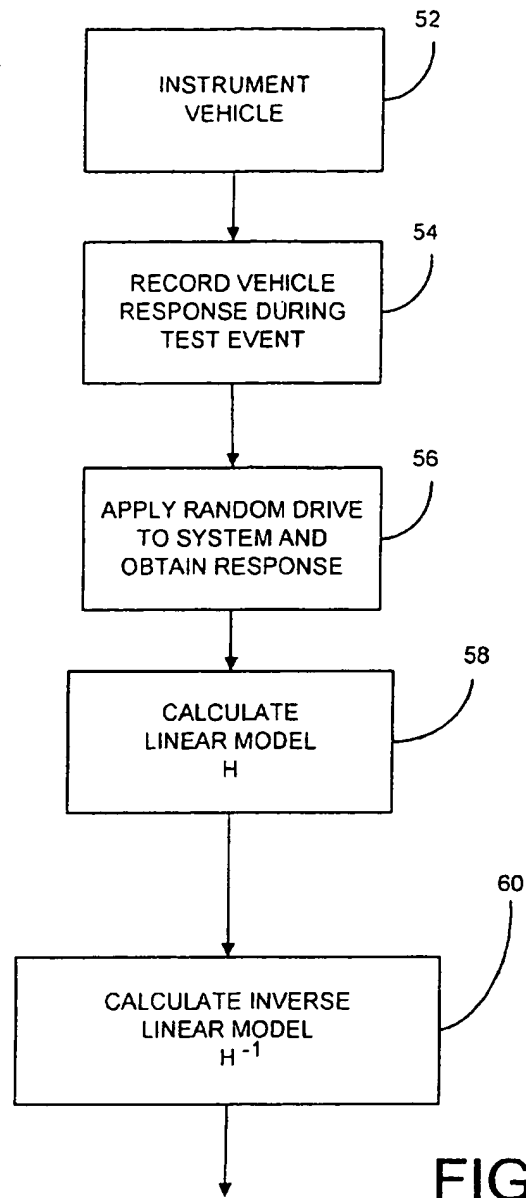 52
INSTRUMENT
VEHICLE
54
RECORD VEHICLE
RESPONSE DURING
TEST EVENT
56
APPLY RANDOM DRIVE
TO SYSTEM AND
OBTAIN RESPONSE
58
CALCULATE
LINEAR MODEL
H
60
CALCULATE INVERSE
LINEAR MODEL
H⁻¹
FIG